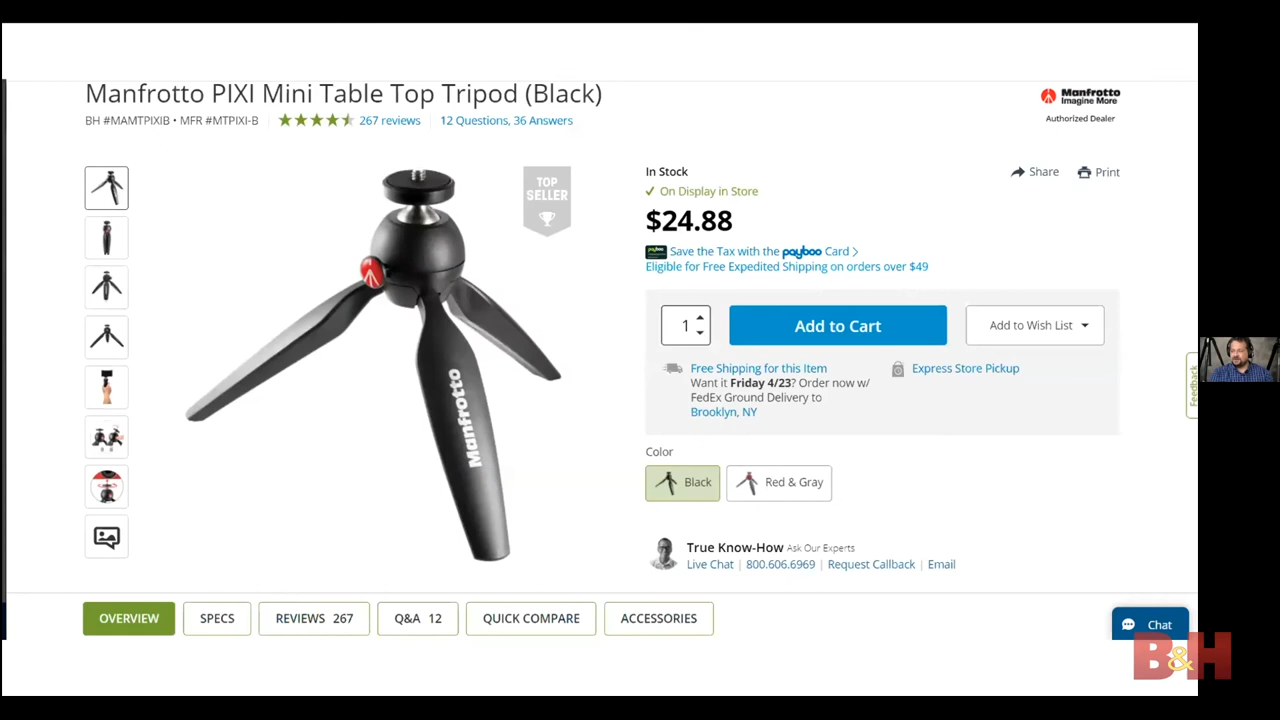 Manfrotto PIXI Mini Table Top Tripod (Black)
BH #MAMTPIXIB • MFR #MTPIXI-B
267 reviews
12 Questions, 36 Answers
Manfrotto
Imagine More
Authorized Dealer
TOP
SELLER
Manfrotto
In Stock
On Display in Store
Share
Print
$24.88
Save the Tax with the payboo Card >
Eligible for Free Expedited Shipping on orders over $49
1
Add to Cart
Add to Wish List
Free Shipping for this Item
Want it Friday 4/23? Order now w/
FedEx Ground Delivery to
Brooklyn, NY
Express Store Pickup
Feedback
Color
Black
Red & Gray
True Know-How Ask Our Experts
Live Chat | 800.606.6969 | Request Callback | Email
OVERVIEW
SPECS
REVIEWS 267
Q&A 12
QUICK COMPARE
ACCESSORIES
Chat
B&H